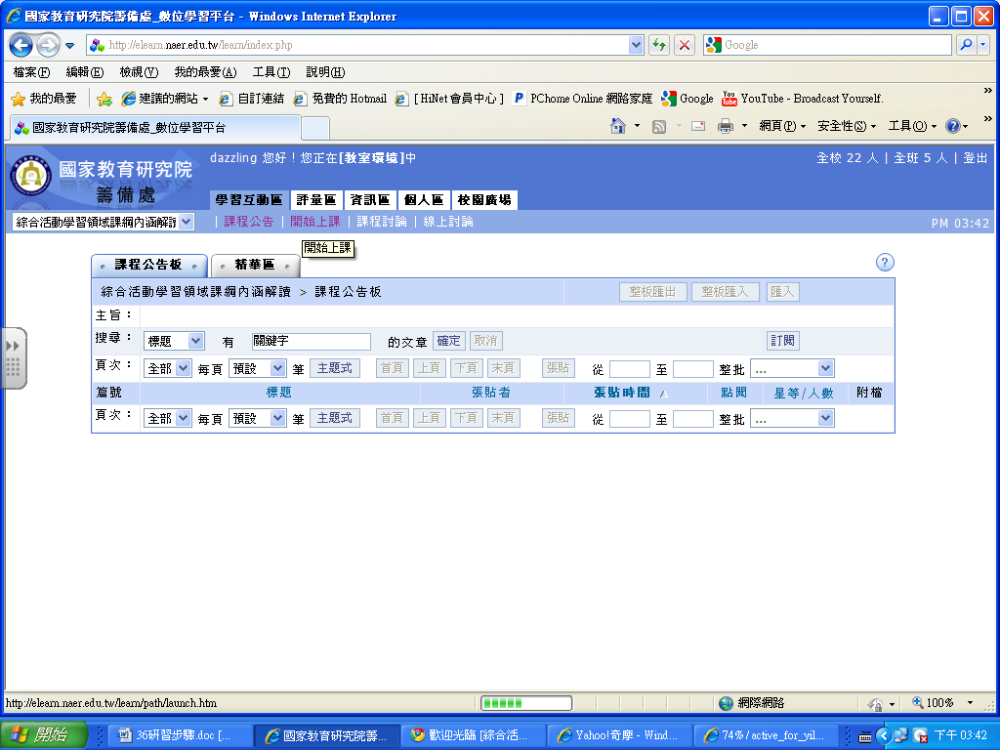 國家教育研究院籌備處_數位學習平台 - Windows Internet Explorer
http://elearn.naer.edu.tw/learn/index.php
Google
檔案(F) 編輯(E) 檢視(V) 我的最愛(A) 工具(T) 說明(H)
我的最愛 建議的網站 自訂連結 免費的 Hotmail [ HiNet 會員中心 ] PChome Online 網路家庭 Google YouTube - Broadcast Yourself.
國家教育研究院籌備處_數位學習平台
網頁(P) 安全性(S) 工具(O)
dazzling 您好！您正在[教室環境]中
全校 22 人 | 全班 5 人 | 登出
國家教育研究院
籌備處
學習互動區 評量區 資訊區 個人區 校園廣場
綜合活動學習領域課綱內涵解讀
| 課程公告 | 開始上課 | 課程討論 | 線上討論
PM 03:42
開始上課
課程公告板 精華區
?
綜合活動學習領域課綱內涵解讀 > 課程公告板 整板匯出 整板匯入 匯入
主旨：
搜尋： 標題 有 關鍵字 的文章 確定 取消 訂閱
頁次： 全部 每頁 預設 筆 主題式 首頁 上頁 下頁 末頁 張貼 從 至 整批 ...
篇號 標題 張貼者 張貼時間 點閱 星等/人數 附檔
頁次： 全部 每頁 預設 筆 主題式 首頁 上頁 下頁 末頁 張貼 從 至 整批 ...
http://elearn.naer.edu.tw/learn/path/launch.htm
網際網路
100%
開始 36研習步驟.doc [... 國家教育研究院籌... 歡迎光臨 [綜合活... Yahoo!奇摩 - Wind... 74% / active_for_yil... 下午 03:42